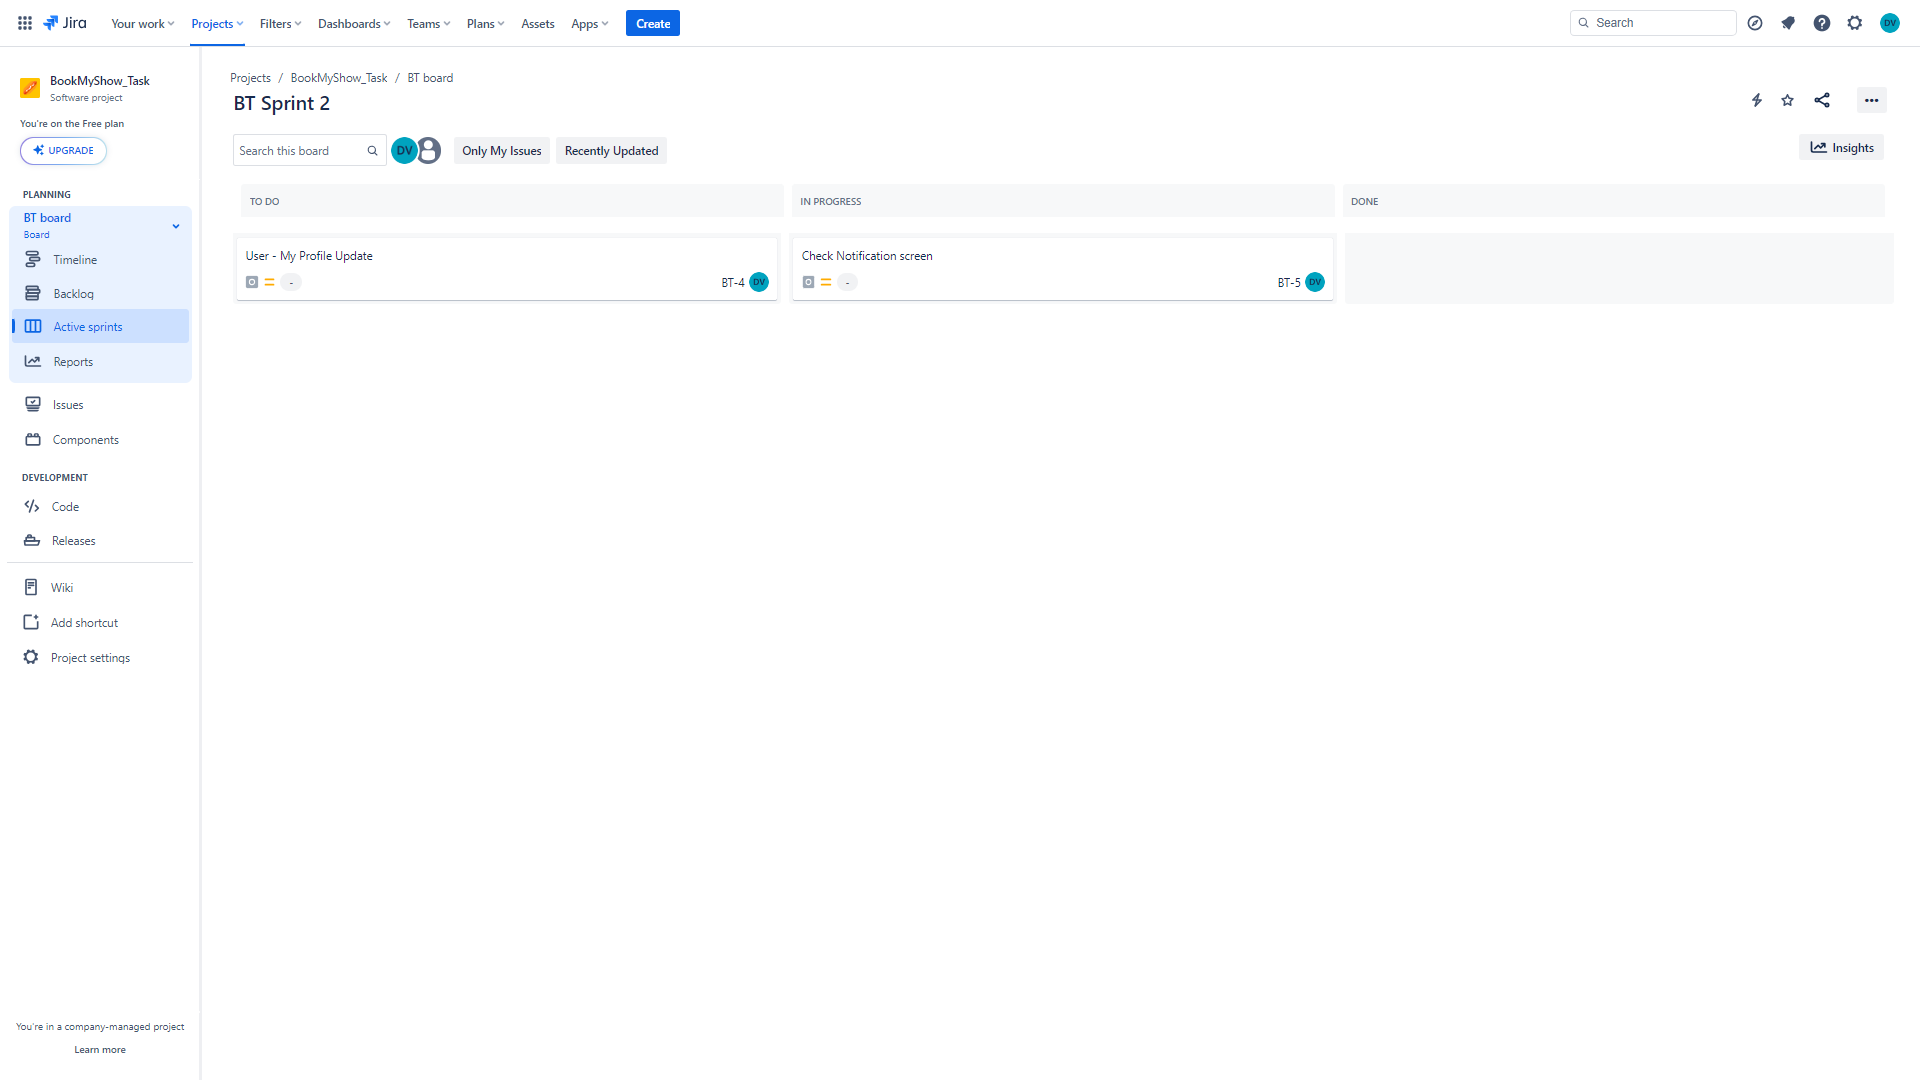 Jira
Your work
Projects
Filters
Dashboards
Teams
Plans
Assets
Apps
Create
Search
DV
BookMyShow_Task
Software project
You're on the Free plan
UPGRADE
PLANNING
BT board
Board
Timeline
Backlog
Active sprints
Reports
Issues
Components
DEVELOPMENT
Code
Releases
Wiki
Add shortcut
Project settings
You're in a company-managed project
Learn more
Projects / BookMyShow_Task / BT board
BT Sprint 2
Search this board
DV
Only My Issues
Recently Updated
Insights
TO DO
IN PROGRESS
DONE
User - My Profile Update
- BT-4 DV
Check Notification screen
- BT-5 DV